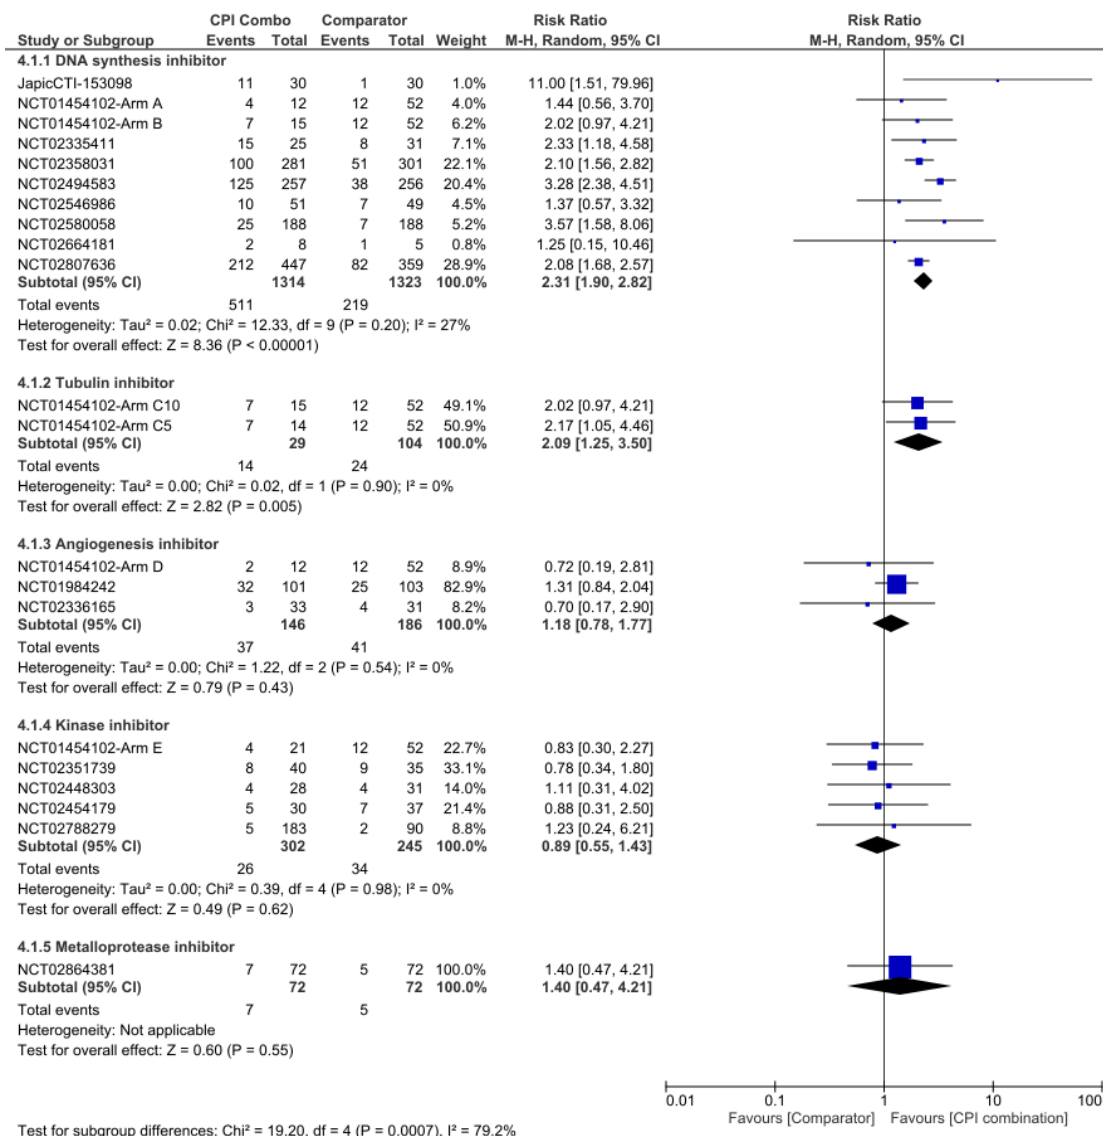 CPI Combo Comparator Risk Ratio Risk Ratio
Study or Subgroup Events Total Events Total Weight M-H, Random, 95% CI M-H, Random, 95% CI
4.1.1 DNA synthesis inhibitor
JapicCTI-153098 11 30 1 30 1.0% 11.00 [1.51, 79.96]
NCT01454102-Arm A 4 12 12 52 4.0% 1.44 [0.56, 3.70]
NCT01454102-Arm B 7 15 12 52 6.2% 2.02 [0.97, 4.21]
NCT02335411 15 25 8 31 7.1% 2.33 [1.18, 4.58]
NCT02358031 100 281 51 301 22.1% 2.10 [1.56, 2.82]
NCT02494583 125 257 38 256 20.4% 3.28 [2.38, 4.51]
NCT02546986 10 51 7 49 4.5% 1.37 [0.57, 3.32]
NCT02580058 25 188 7 188 5.2% 3.57 [1.58, 8.06]
NCT02664181 2 8 1 5 0.8% 1.25 [0.15, 10.46]
NCT02807636 212 447 82 359 28.9% 2.08 [1.68, 2.57]
Subtotal (95% CI) 1314 1323 100.0% 2.31 [1.90, 2.82]
Total events 511 219
Heterogeneity: Tau² = 0.02; Chi² = 12.33, df = 9 (P = 0.20); I² = 27%
Test for overall effect: Z = 8.36 (P < 0.00001)
4.1.2 Tubulin inhibitor
NCT01454102-Arm C10 7 15 12 52 49.1% 2.02 [0.97, 4.21]
NCT01454102-Arm C5 7 14 12 52 50.9% 2.17 [1.05, 4.46]
Subtotal (95% CI) 29 104 100.0% 2.09 [1.25, 3.50]
Total events 14 24
Heterogeneity: Tau² = 0.00; Chi² = 0.02, df = 1 (P = 0.90); I² = 0%
Test for overall effect: Z = 2.82 (P = 0.005)
4.1.3 Angiogenesis inhibitor
NCT01454102-Arm D 2 12 12 52 8.9% 0.72 [0.19, 2.81]
NCT01984242 32 101 25 103 82.9% 1.31 [0.84, 2.04]
NCT02336165 3 33 4 31 8.2% 0.70 [0.17, 2.90]
Subtotal (95% CI) 146 186 100.0% 1.18 [0.78, 1.77]
Total events 37 41
Heterogeneity: Tau² = 0.00; Chi² = 1.22, df = 2 (P = 0.54); I² = 0%
Test for overall effect: Z = 0.79 (P = 0.43)
4.1.4 Kinase inhibitor
NCT01454102-Arm E 4 21 12 52 22.7% 0.83 [0.30, 2.27]
NCT02351739 8 40 9 35 33.1% 0.78 [0.34, 1.80]
NCT02448303 4 28 4 31 14.0% 1.11 [0.31, 4.02]
NCT02454179 5 30 7 37 21.4% 0.88 [0.31, 2.50]
NCT02788279 5 183 2 90 8.8% 1.23 [0.24, 6.21]
Subtotal (95% CI) 302 245 100.0% 0.89 [0.55, 1.43]
Total events 26 34
Heterogeneity: Tau² = 0.00; Chi² = 0.39, df = 4 (P = 0.98); I² = 0%
Test for overall effect: Z = 0.49 (P = 0.62)
4.1.5 Metalloprotease inhibitor
NCT02864381 7 72 5 72 100.0% 1.40 [0.47, 4.21]
Subtotal (95% CI) 72 72 100.0% 1.40 [0.47, 4.21]
Total events 7 5
Heterogeneity: Not applicable
Test for overall effect: Z = 0.60 (P = 0.55)
0.01 0.1 1 10 100
Favours [Comparator] Favours [CPI combination]
Test for subgroup differences: Chi² = 19.20, df = 4 (P = 0.0007), I² = 79.2%